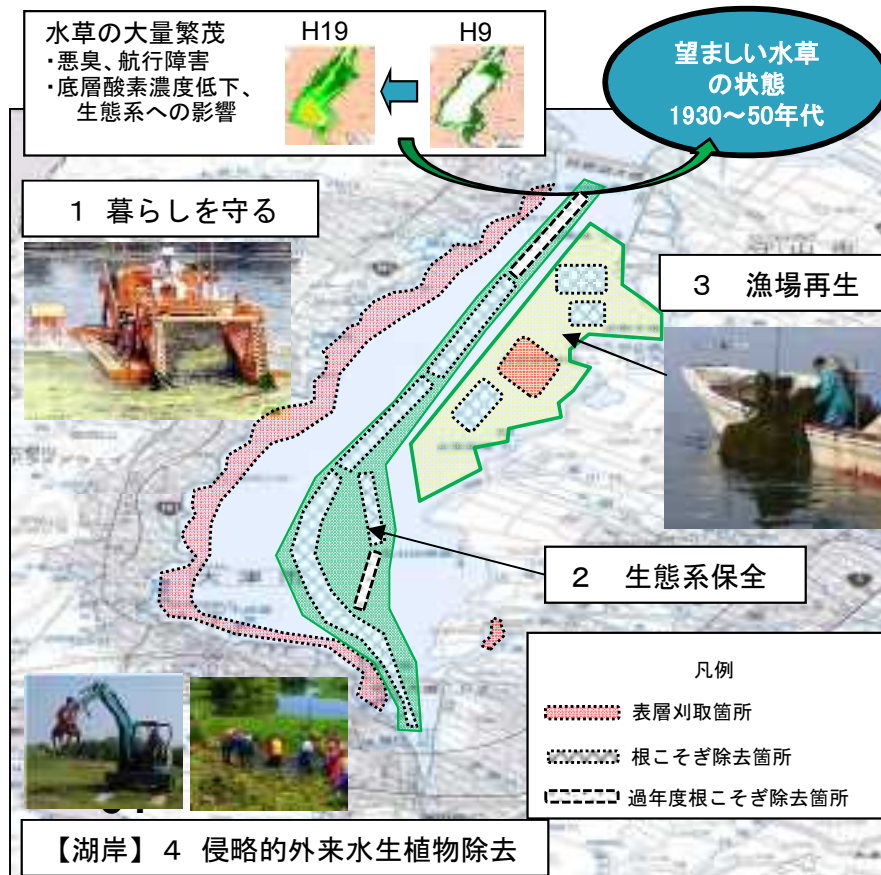 水草の大量繁茂
・悪臭、航行障害
・底層酸素濃度低下、
生態系への影響
H19
H9
望ましい水草
の状態
1930～50年代
１ 暮らしを守る
３ 漁場再生
２ 生態系保全
凡例
表層刈取箇所
根こそぎ除去箇所
過年度根こそぎ除去箇所
【湖岸】４ 侵略的外来水生植物除去